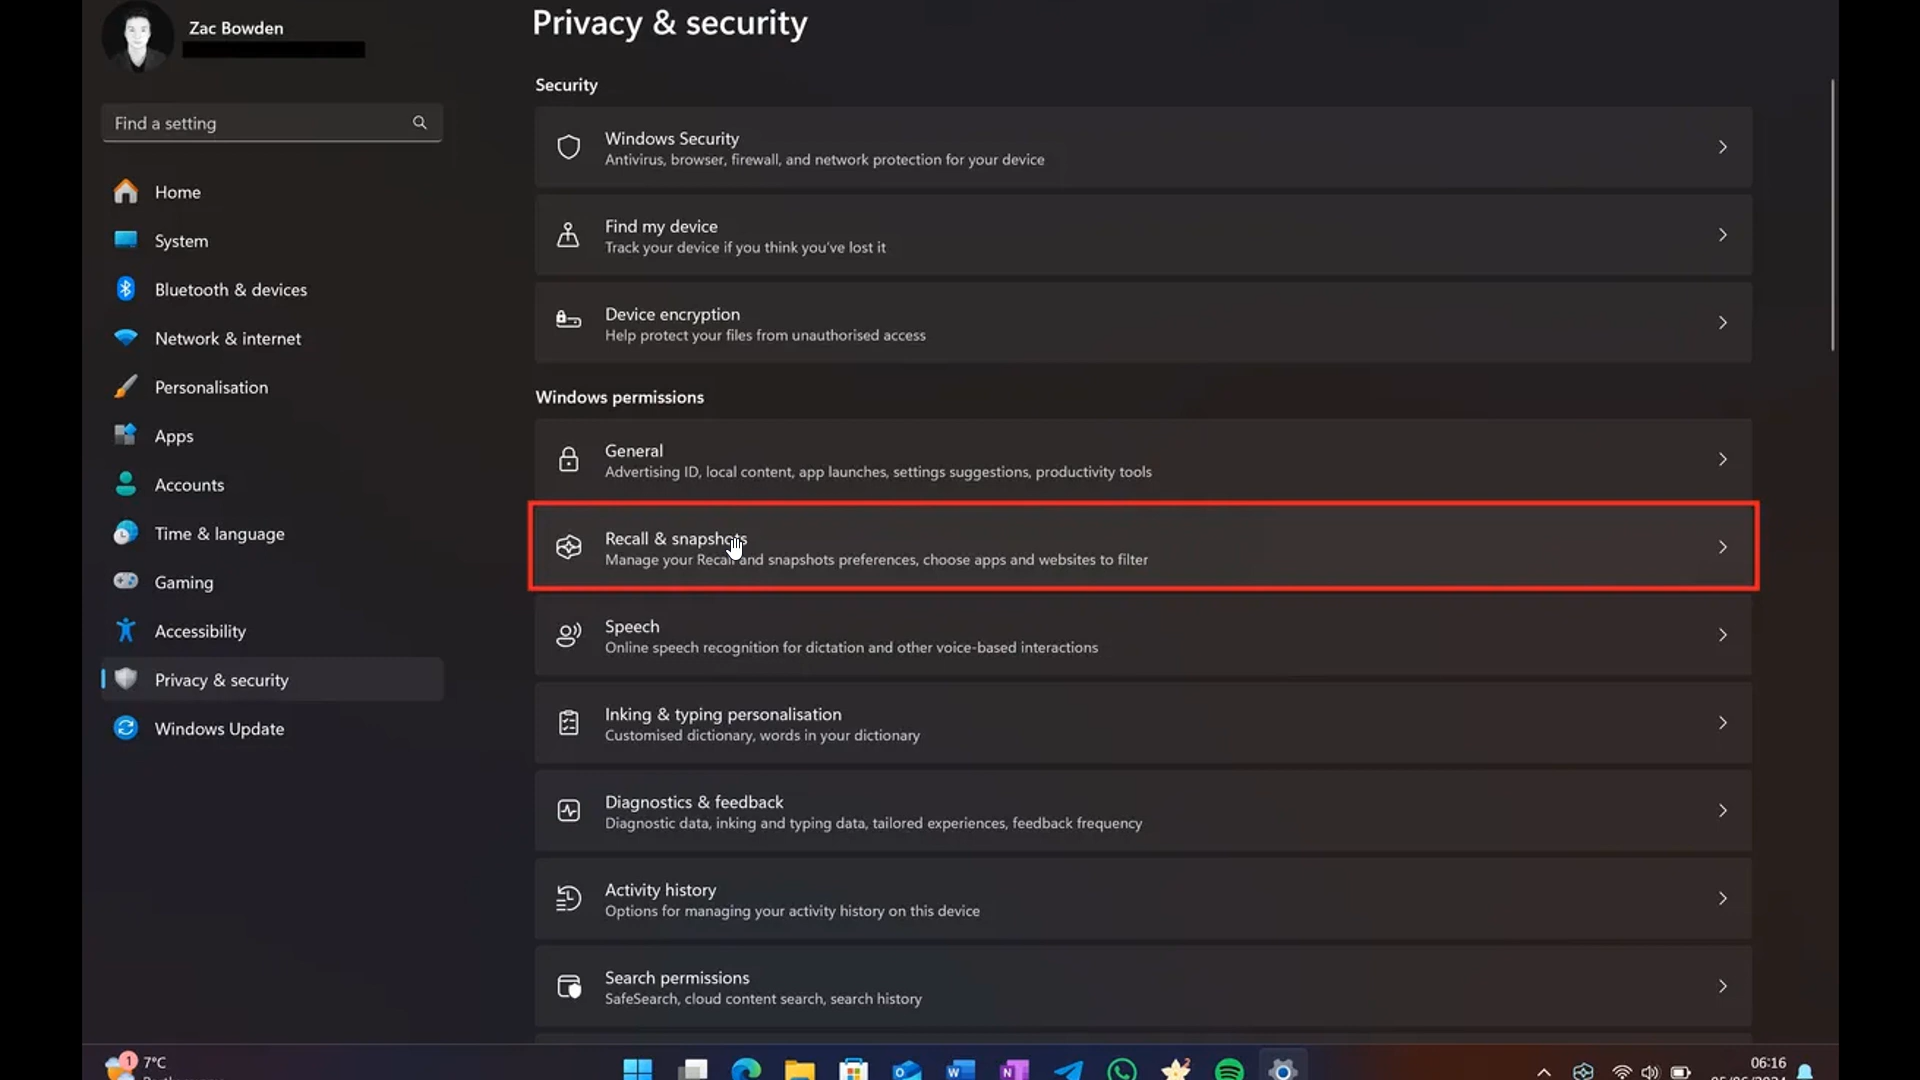 Zac Bowden
Privacy & security
Find a setting
Home
System
Bluetooth & devices
Network & internet
Personalisation
Apps
Accounts
Time & language
Gaming
Accessibility
Privacy & security
Windows Update
Security
Windows Security
Antivirus, browser, firewall, and network protection for your device
Find my device
Track your device if you think you've lost it
Device encryption
Help protect your files from unauthorised access
Windows permissions
General
Advertising ID, local content, app launches, settings suggestions, productivity tools
Recall & snapshots
Manage your Recall and snapshots preferences, choose apps and websites to filter
Speech
Online speech recognition for dictation and other voice-based interactions
Inking & typing personalisation
Customised dictionary, words in your dictionary
Diagnostics & feedback
Diagnostic data, inking and typing data, tailored experiences, feedback frequency
Activity history
Options for managing your activity history on this device
Search permissions
SafeSearch, cloud content search, search history
1
7°C
06:16